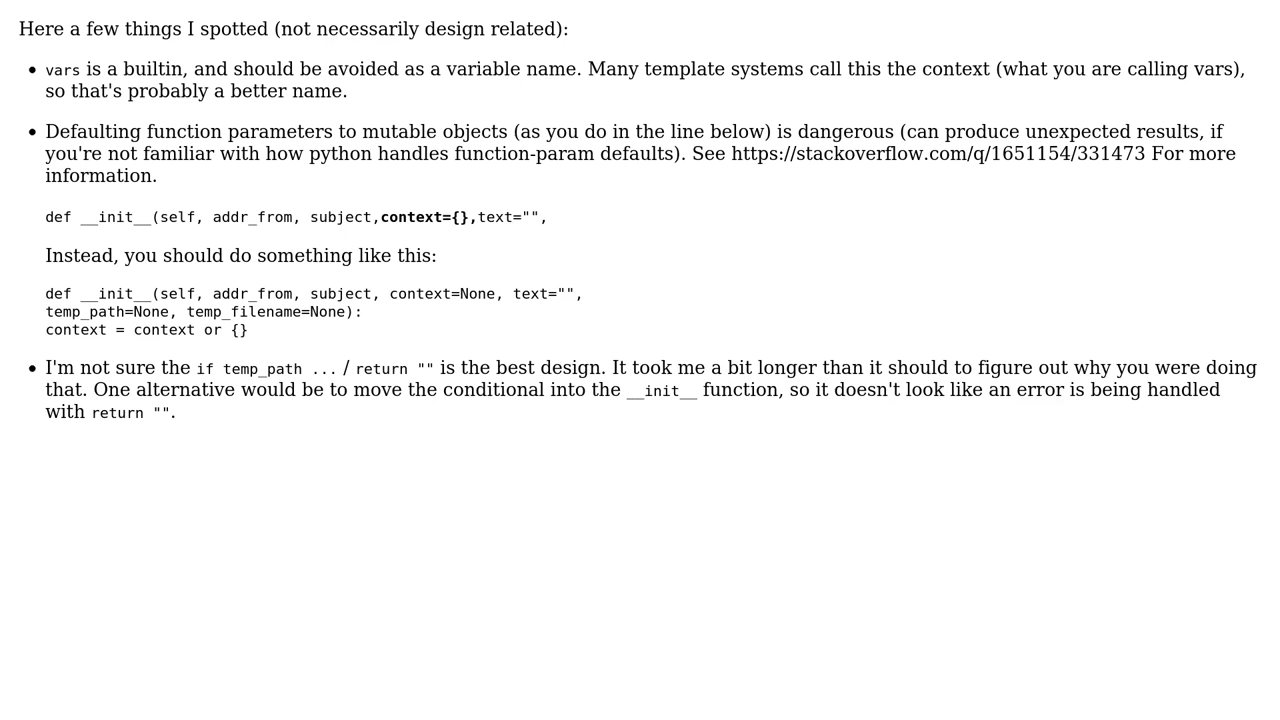 Here a few things I spotted (not necessarily design related):
vars is a builtin, and should be avoided as a variable name. Many template systems call this the context (what you are calling vars),
so that's probably a better name.
Defaulting function parameters to mutable objects (as you do in the line below) is dangerous (can produce unexpected results, if
you're not familiar with how python handles function-param defaults). See https://stackoverflow.com/q/1651154/331473 For more
information.
def __init__(self, addr_from, subject,context={},text="",
Instead, you should do something like this:
def __init__(self, addr_from, subject, context=None, text="",
temp_path=None, temp_filename=None):
context = context or {}
I'm not sure the if temp_path ... / return "" is the best design. It took me a bit longer than it should to figure out why you were doing
that. One alternative would be to move the conditional into the __init__ function, so it doesn't look like an error is being handled
with return "".